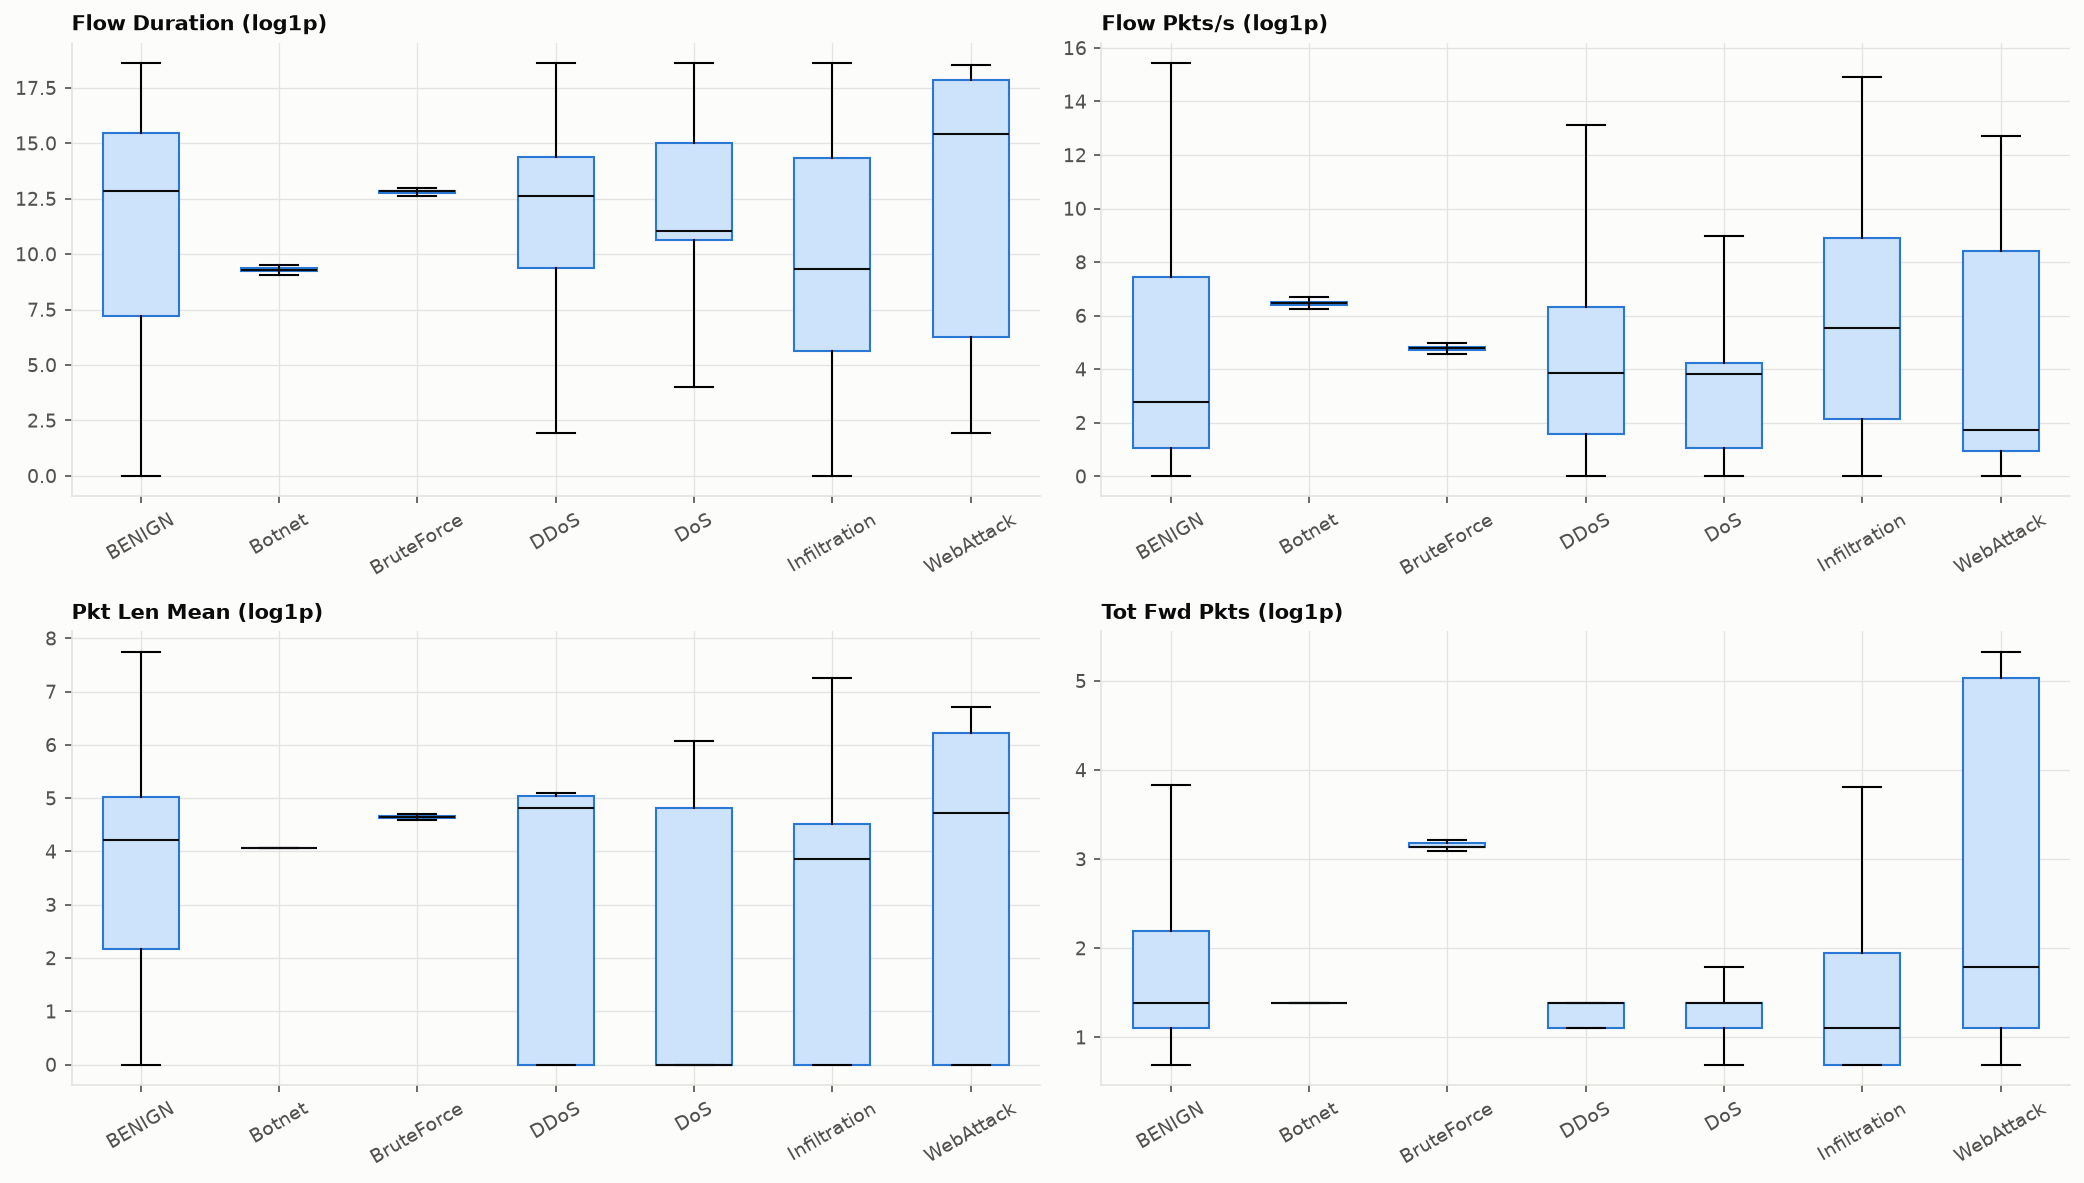 Flow Duration (log1p)
17.5
15.0
12.5
10.0
7.5
5.0
2.5
0.0
BENIGN
Botnet
BruteForce
DDoS
DoS
Infiltration
WebAttack
Flow Pkts/s (log1p)
16
14
12
10
8
6
4
2
0
BENIGN
Botnet
BruteForce
DDoS
DoS
Infiltration
WebAttack
Pkt Len Mean (log1p)
8
7
6
5
4
3
2
1
0
BENIGN
Botnet
BruteForce
DDoS
DoS
Infiltration
WebAttack
Tot Fwd Pkts (log1p)
5
4
3
2
1
BENIGN
Botnet
BruteForce
DDoS
DoS
Infiltration
WebAttack